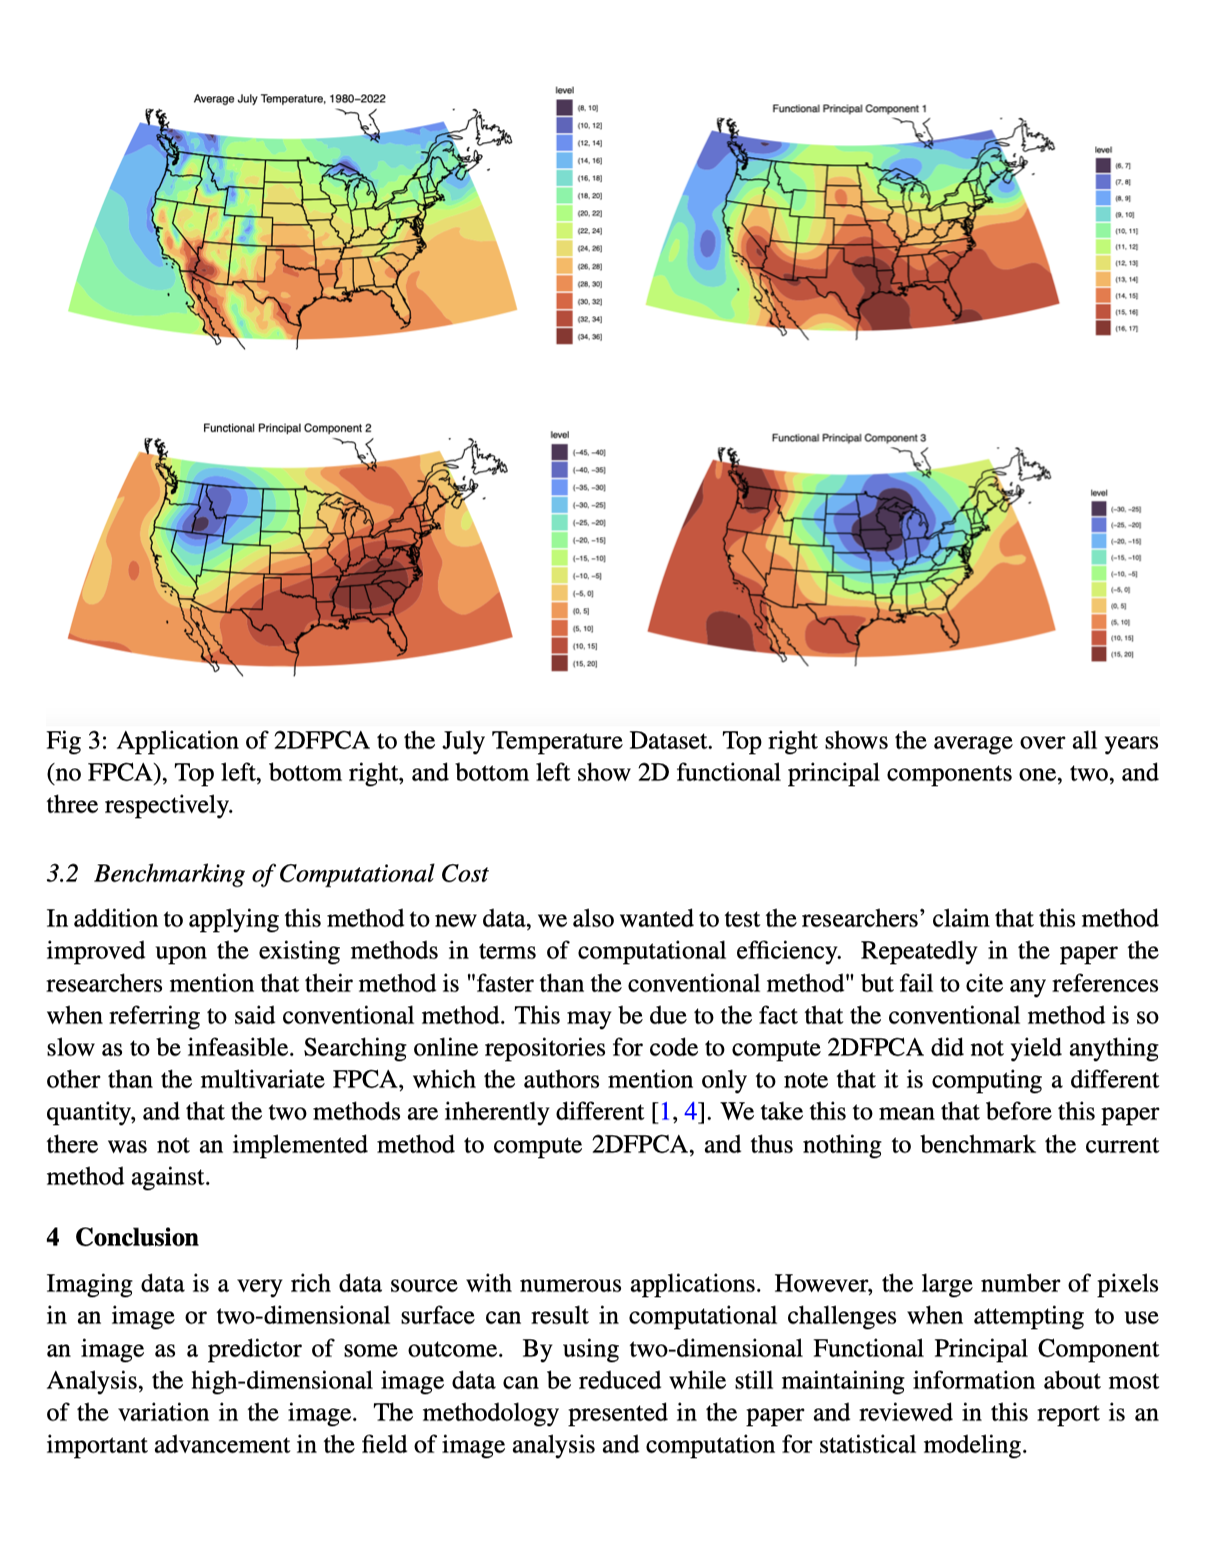 Average July Temperature, 1980–2022
level
(8, 10]
(10, 12]
(12, 14]
(14, 16]
(16, 18]
(18, 20]
(20, 22]
(22, 24]
(24, 26]
(26, 28]
(28, 30]
(30, 32]
(32, 34]
(34, 36]
Functional Principal Component 1
level
(6, 7]
(7, 8]
(8, 9]
(9, 10]
(10, 11]
(11, 12]
(12, 13]
(13, 14]
(14, 15]
(15, 16]
(16, 17]
Functional Principal Component 2
level
(−45, −40]
(−40, −35]
(−35, −30]
(−30, −25]
(−25, −20]
(−20, −15]
(−15, −10]
(−10, −5]
(−5, 0]
(0, 5]
(5, 10]
(10, 15]
(15, 20]
Functional Principal Component 3
level
(−30, −25]
(−25, −20]
(−20, −15]
(−15, −10]
(−10, −5]
(−5, 0]
(0, 5]
(5, 10]
(10, 15]
(15, 20]
Fig 3: Application of 2DFPCA to the July Temperature Dataset. Top right shows the average over all years
(no FPCA), Top left, bottom right, and bottom left show 2D functional principal components one, two, and
three respectively.
3.2 Benchmarking of Computational Cost
In addition to applying this method to new data, we also wanted to test the researchers’ claim that this method
improved upon the existing methods in terms of computational efficiency. Repeatedly in the paper the
researchers mention that their method is "faster than the conventional method" but fail to cite any references
when referring to said conventional method. This may be due to the fact that the conventional method is so
slow as to be infeasible. Searching online repositories for code to compute 2DFPCA did not yield anything
other than the multivariate FPCA, which the authors mention only to note that it is computing a different
quantity, and that the two methods are inherently different [1, 4]. We take this to mean that before this paper
there was not an implemented method to compute 2DFPCA, and thus nothing to benchmark the current
method against.
4 Conclusion
Imaging data is a very rich data source with numerous applications. However, the large number of pixels
in an image or two-dimensional surface can result in computational challenges when attempting to use
an image as a predictor of some outcome. By using two-dimensional Functional Principal Component
Analysis, the high-dimensional image data can be reduced while still maintaining information about most
of the variation in the image. The methodology presented in the paper and reviewed in this report is an
important advancement in the field of image analysis and computation for statistical modeling.